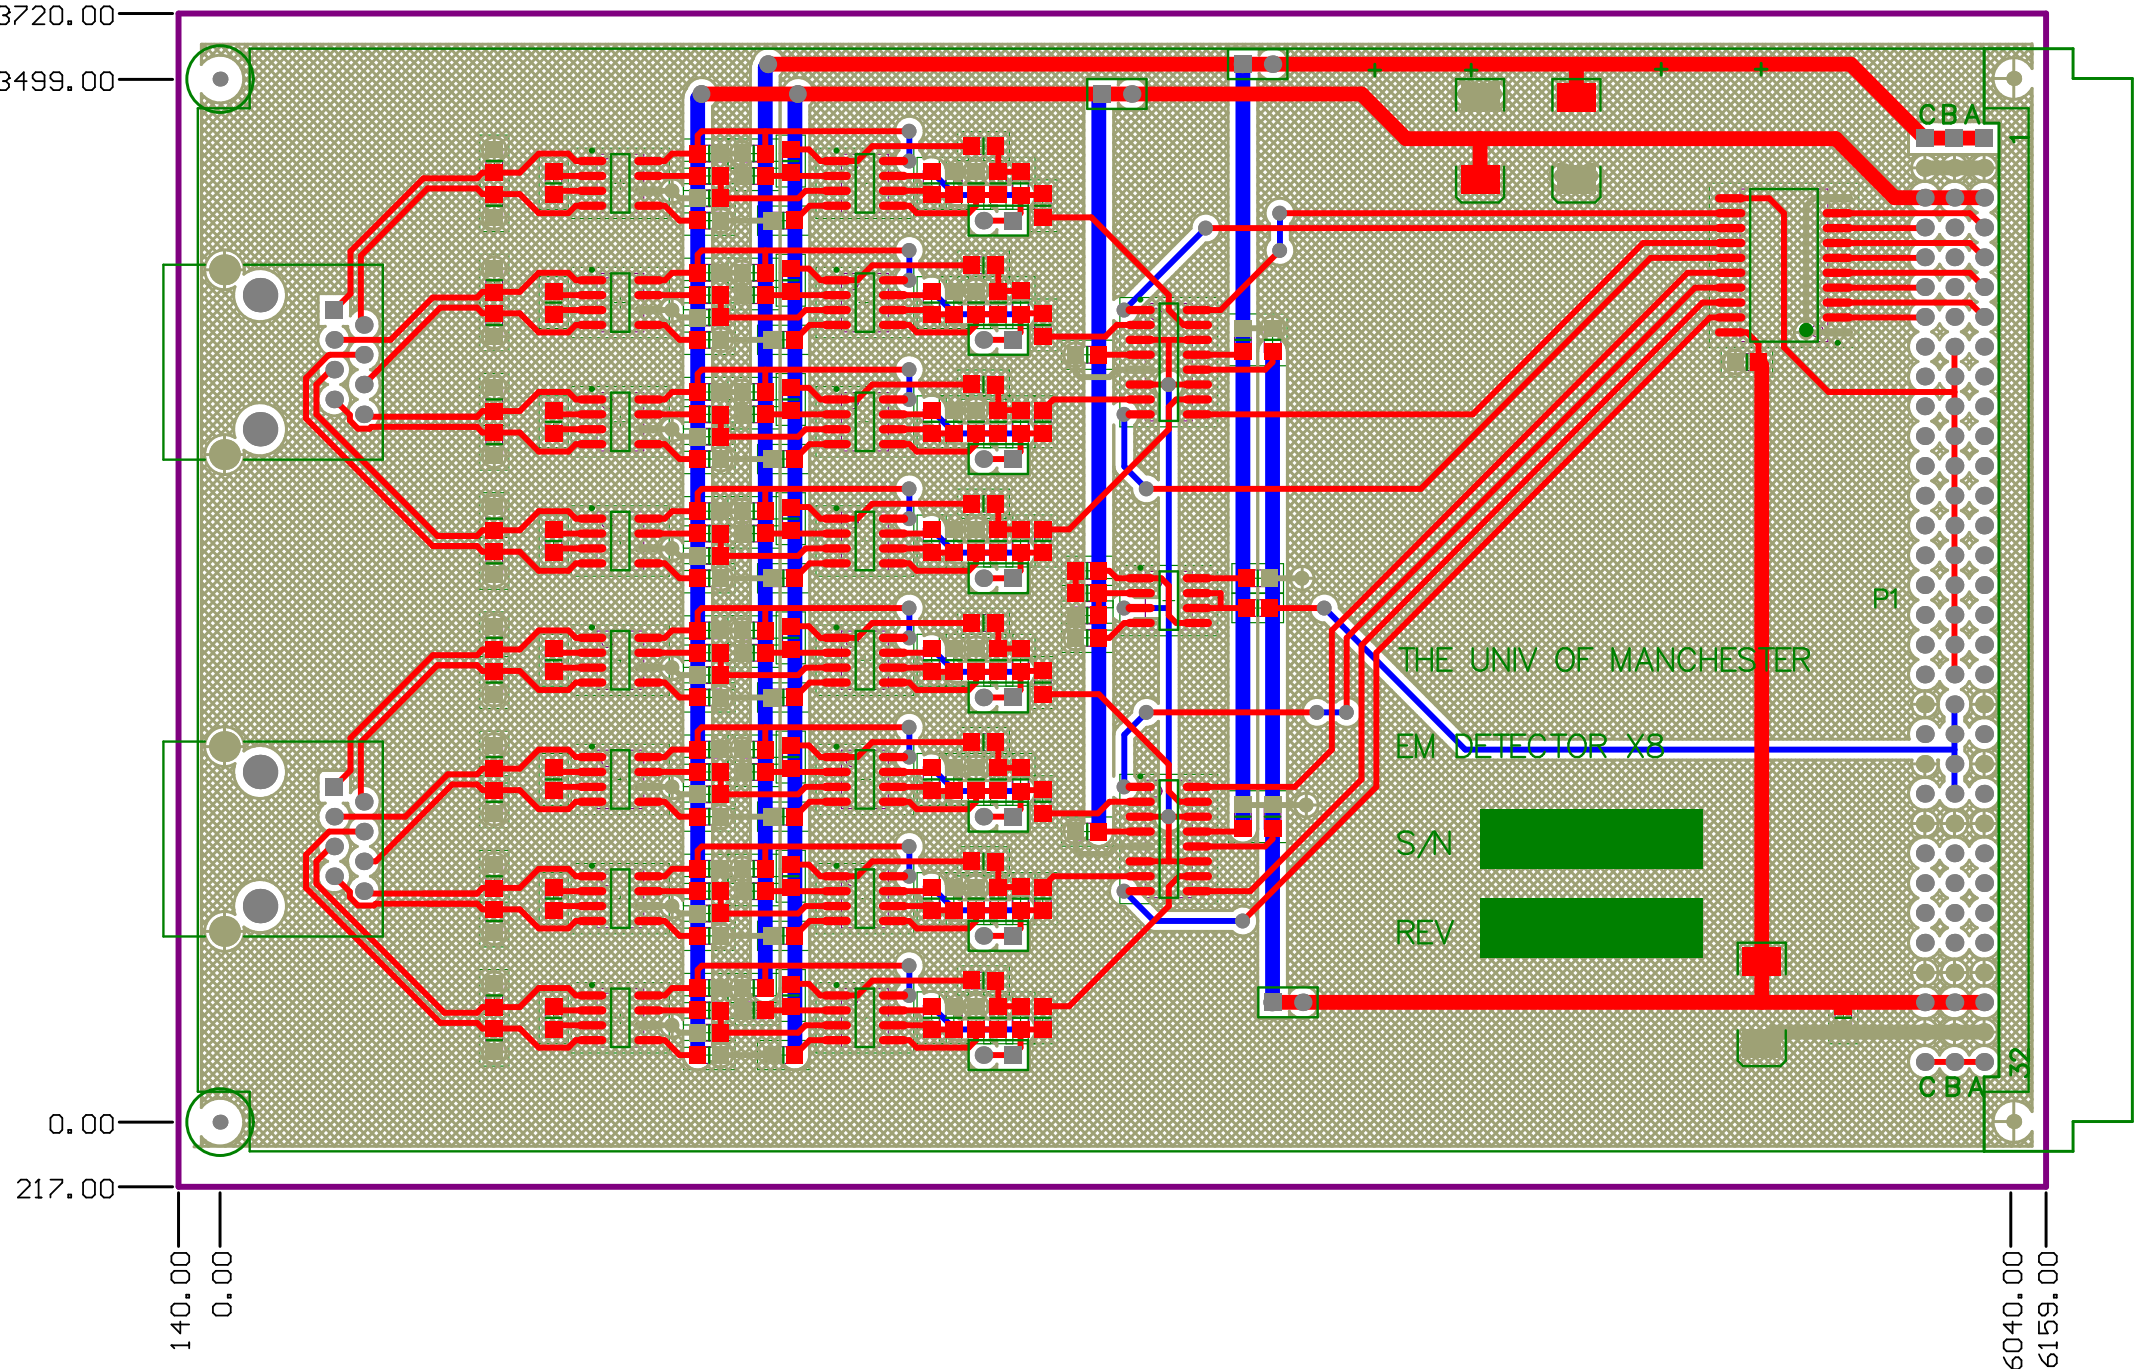 3720.00
3499.00
C B A
1
P1
THE UNIV OF MANCHESTER
EM DETECTOR X8
S/N
REV
32
C B A
0.00
217.00
140.00
0.00
6040.00
6159.00